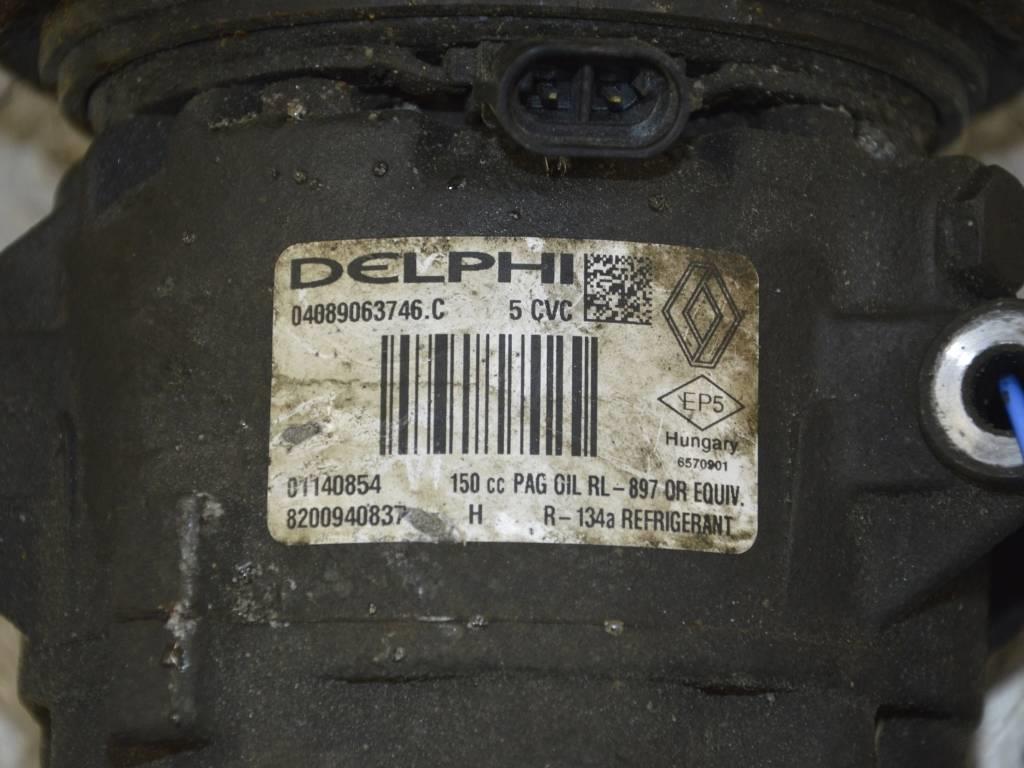 DELPHI
04089063746.C 5 CVC
EP5
Hungary
6570901
01140854 150 cc PAG OIL RL-897 OR EQUIV.
8200940837 H R-134a REFRIGERANT